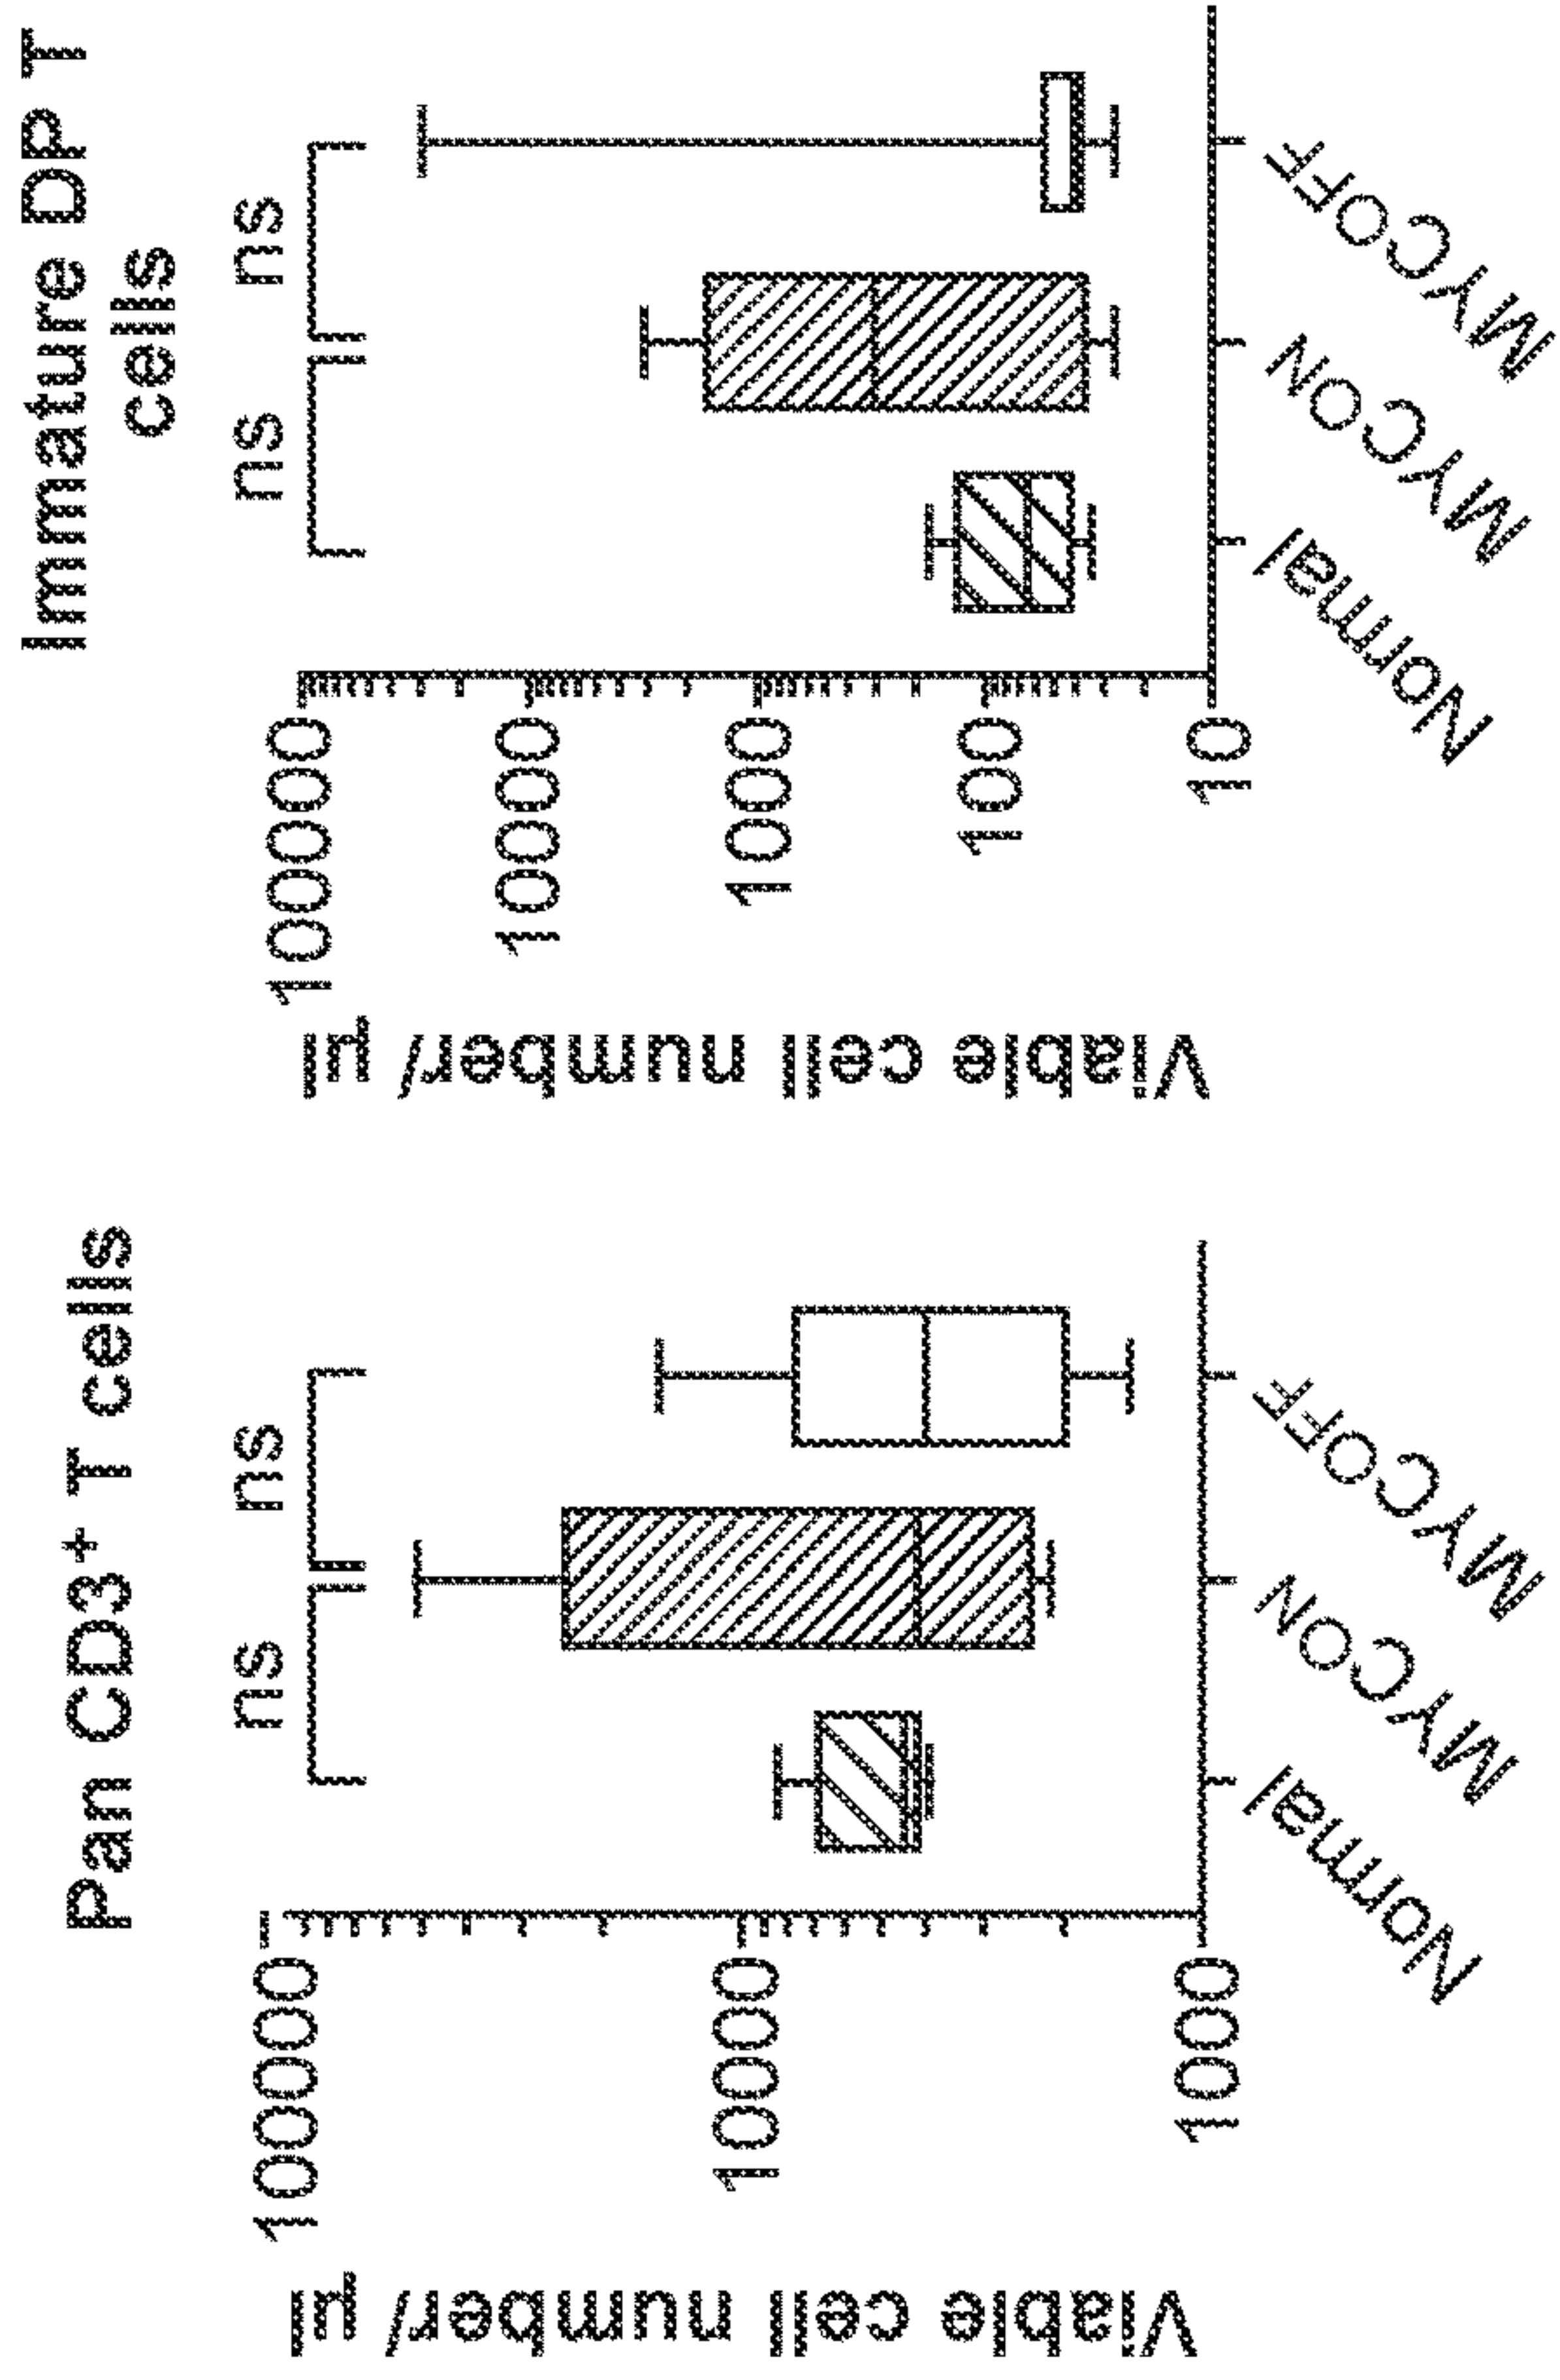 Pan CD3+ T cells
Viable cell number/ µl
100000
10000
1000
ns
ns
Normal
MYCON
MYCOFF
Immature DP T
cells
Viable cell number/ µl
100000
10000
1000
100
10
ns
ns
Normal
MYCON
MYCOFF